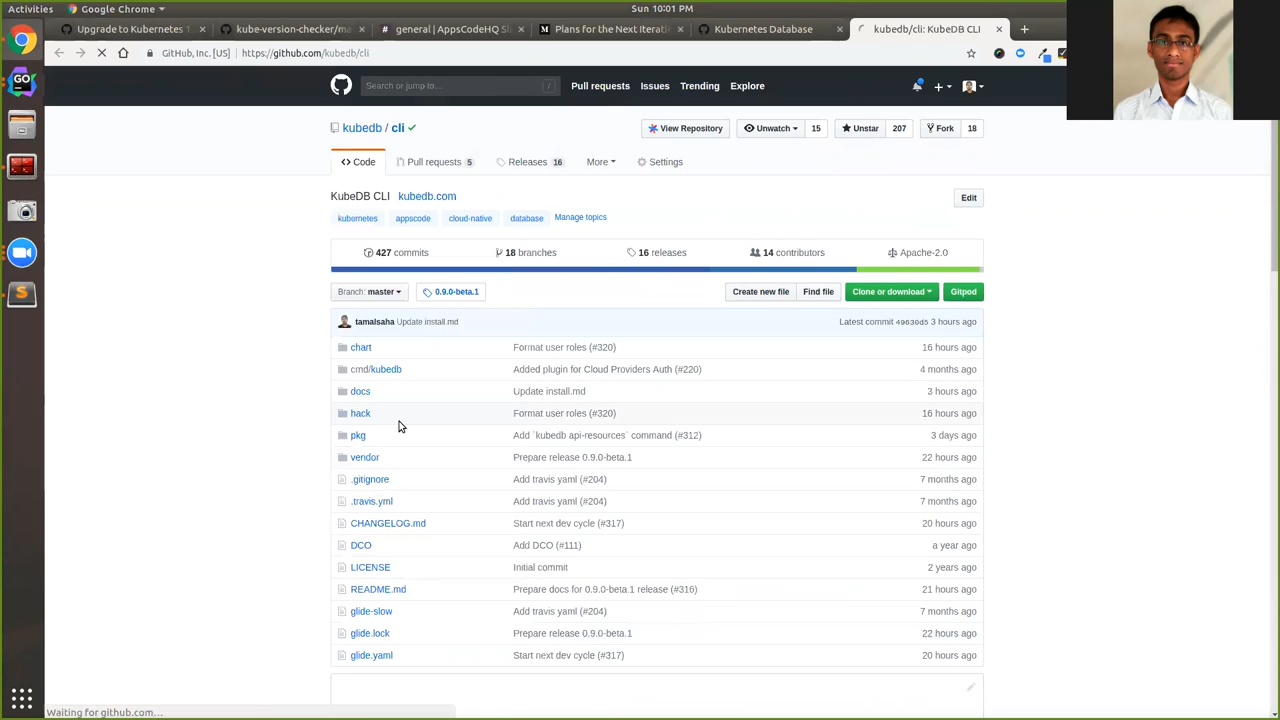 Activities Google Chrome Sun 10:01 PM
Upgrade to Kubernetes 1 kube-version-checker/ma general | AppsCodeHQ Sl Plans for the Next Iterati Kubernetes Database kubedb/cli: KubeDB CLI
GitHub, Inc. [US] https://github.com/kubedb/cli
Search or jump to... / Pull requests Issues Trending Explore
kubedb / cli View Repository Unwatch 15 Unstar 207 Fork 18
Code Pull requests 5 Releases 16 More Settings
KubeDB CLI kubedb.com Edit
kubernetes appscode cloud-native database Manage topics
427 commits 18 branches 16 releases 14 contributors Apache-2.0
Branch: master 0.9.0-beta.1 Create new file Find file Clone or download Gitpod
tamalsaha Update install.md Latest commit 49630d5 3 hours ago
chart Format user roles (#320) 16 hours ago
cmd/kubedb Added plugin for Cloud Providers Auth (#220) 4 months ago
docs Update install.md 3 hours ago
hack Format user roles (#320) 16 hours ago
pkg Add `kubedb api-resources` command (#312) 3 days ago
vendor Prepare release 0.9.0-beta.1 22 hours ago
.gitignore Add travis yaml (#204) 7 months ago
.travis.yml Add travis yaml (#204) 7 months ago
CHANGELOG.md Start next dev cycle (#317) 20 hours ago
DCO Add DCO (#111) a year ago
LICENSE Initial commit 2 years ago
README.md Prepare docs for 0.9.0-beta.1 release (#316) 21 hours ago
glide-slow Add travis yaml (#204) 7 months ago
glide.lock Prepare release 0.9.0-beta.1 22 hours ago
glide.yaml Start next dev cycle (#317) 20 hours ago
Waiting for github.com...